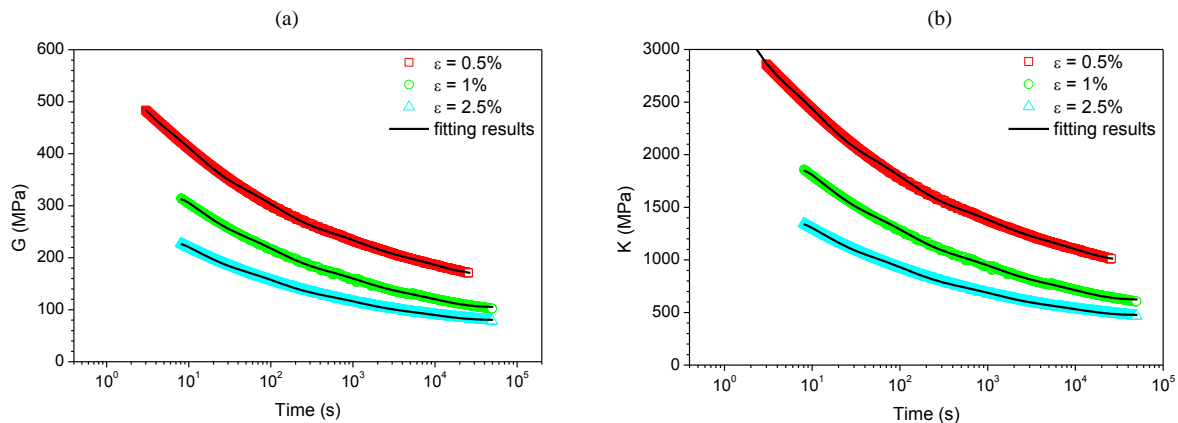 (a)
600
500
400
300
200
100
0
G (MPa)
10⁰
10¹
10²
10³
10⁴
10⁵
Time (s)
ε = 0.5%
ε = 1%
ε = 2.5%
fitting results
(b)
3000
2500
2000
1500
1000
500
0
K (MPa)
10⁰
10¹
10²
10³
10⁴
10⁵
Time (s)
ε = 0.5%
ε = 1%
ε = 2.5%
fitting results